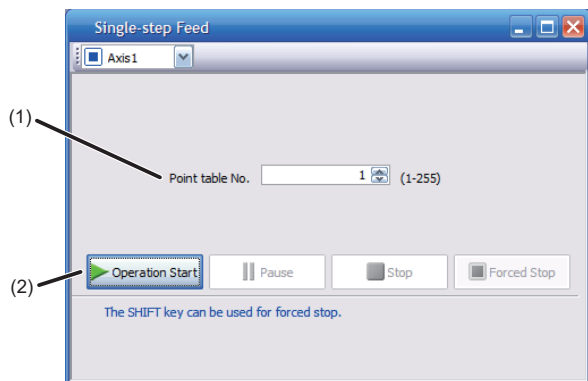 Single-step Feed
Axis1
(1)
Point table No. 1 (1-255)
(2)
Operation Start Pause Stop Forced Stop
The SHIFT key can be used for forced stop.